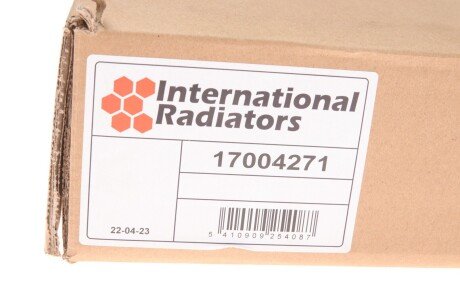 International
Radiators
17004271
22-04-23
5 410909 254087